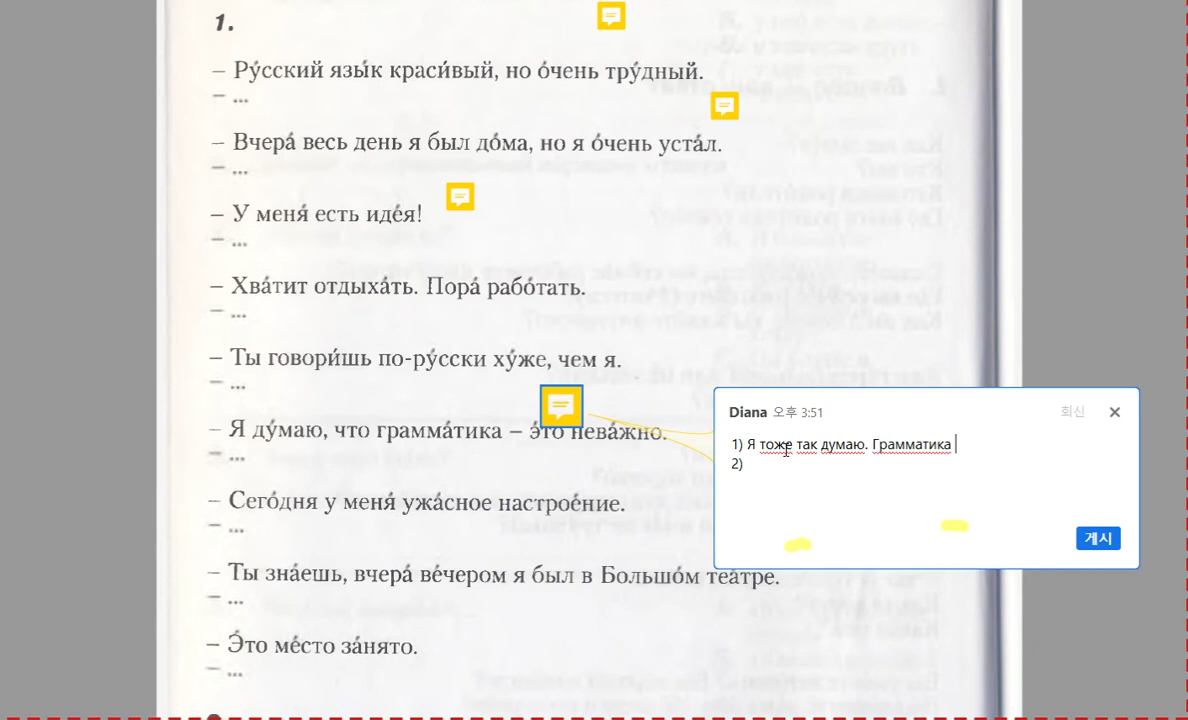 1.
– Ру́сский язы́к краси́вый, но о́чень тру́дный.
– ...
– Вчера́ весь день я был до́ма, но я о́чень уста́л.
– ...
– У меня́ есть иде́я!
– ...
– Хва́тит отдыха́ть. Пора́ рабо́тать.
– ...
– Ты говори́шь по-ру́сски ху́же, чем я.
– ...
– Я ду́маю, что грамма́тика – э́то нева́жно.
– ...
– Сего́дня у меня́ ужа́сное настрое́ние.
– ...
– Ты зна́ешь, вчера́ ве́чером я был в Большо́м теа́тре.
– ...
– Э́то ме́сто за́нято.
– ...
Diana 오후 3:51 회신
1) Я тоже так думаю. Грамматика
2)
게시